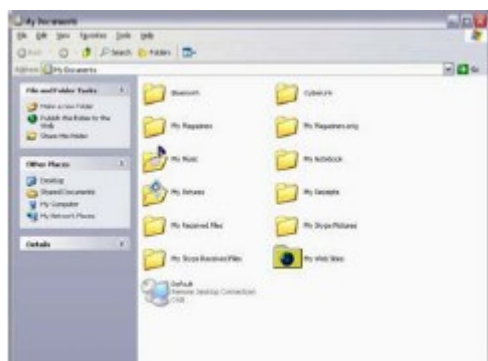 My Documents
File Edit View Favorites Tools Help
Search Folders
Address My Documents Go
File and Folder Tasks
Make a new folder
Publish this folder to the
Web
Share this folder
Other Places
Desktop
Shared Documents
My Computer
My Network Places
Details
Bluetooth
CyberLink
My Magazines
My Music
My Notebook
My Pictures
My Receipts
My Received Files
My Skype Pictures
My Skype Received Files
My Web Sites
Default
Remote Desktop Connection